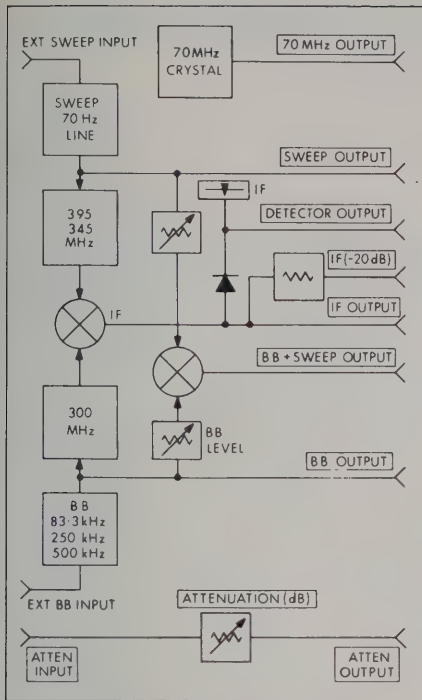 EXT SWEEP INPUT
70MHz
CRYSTAL
70 MHz OUTPUT
SWEEP
70 Hz
LINE
SWEEP OUTPUT
IF
395
345
MHz
DETECTOR OUTPUT
IF(-20dB)
IF
IF OUTPUT
BB + SWEEP OUTPUT
300
MHz
BB
LEVEL
BB OUTPUT
BB
83·3kHz
250 kHz
500 kHz
EXT BB INPUT
ATTENUATION (dB)
ATTEN
INPUT
ATTEN
OUTPUT